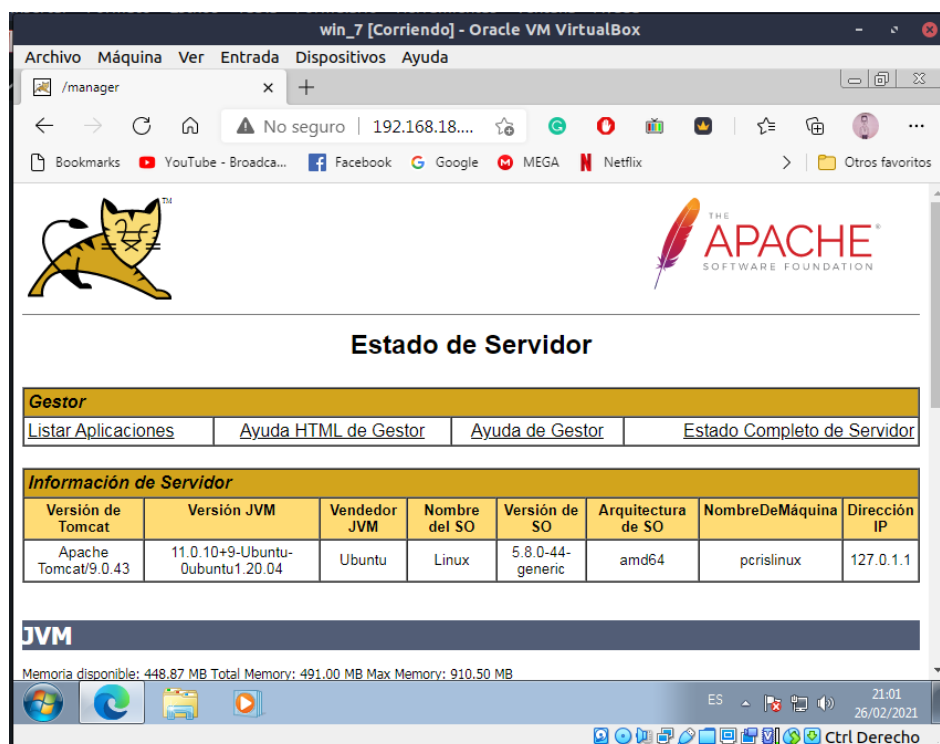 win_7 [Corriendo] - Oracle VM VirtualBox
Archivo Máquina Ver Entrada Dispositivos Ayuda
/manager
No seguro 192.168.18....
Bookmarks YouTube - Broadca... Facebook Google MEGA Netflix Otros favoritos
TM
THE
APACHE®
SOFTWARE FOUNDATION
Estado de Servidor
Gestor
Listar Aplicaciones Ayuda HTML de Gestor Ayuda de Gestor Estado Completo de Servidor
Información de Servidor
Versión de Tomcat Versión JVM Vendedor JVM Nombre del SO Versión de SO Arquitectura de SO NombreDeMáquina Dirección IP
Apache Tomcat/9.0.43 11.0.10+9-Ubuntu-0ubuntu1.20.04 Ubuntu Linux 5.8.0-44-generic amd64 pcrislinux 127.0.1.1
JVM
Memoria disponible: 448.87 MB Total Memory: 491.00 MB Max Memory: 910.50 MB
ES 21:01
26/02/2021
Ctrl Derecho